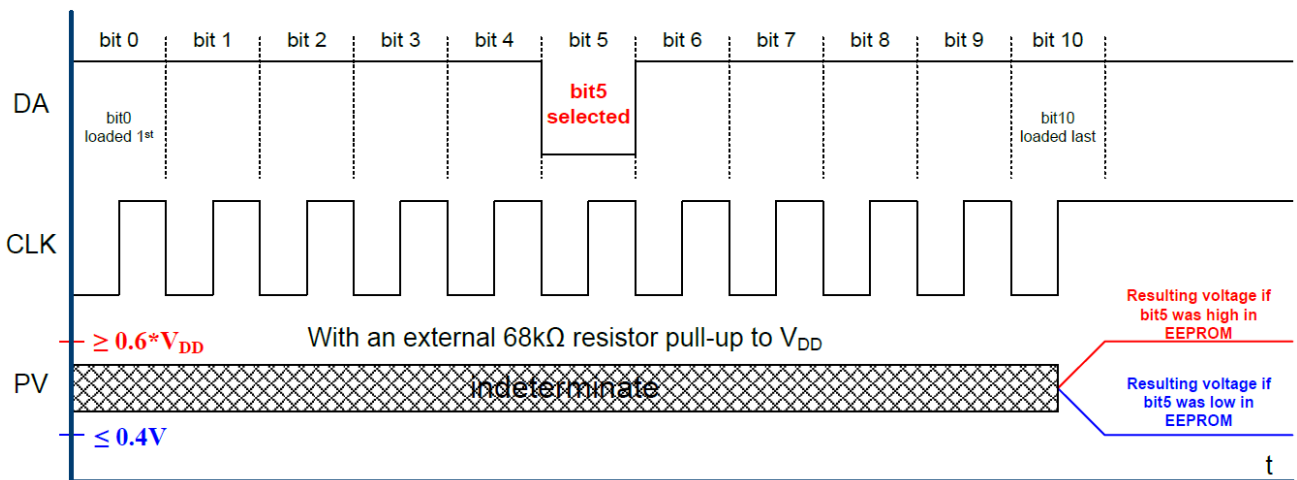 bit 0 bit 1 bit 2 bit 3 bit 4 bit 5 bit 6 bit 7 bit 8 bit 9 bit 10
DA
bit0
loaded 1st
bit5
selected
bit10
loaded last
CLK
Resulting voltage if
bit5 was high in
EEPROM
≥ 0.6*VDD
With an external 68kΩ resistor pull-up to VDD
PV
indeterminate
Resulting voltage if
bit5 was low in
EEPROM
≤ 0.4V
t